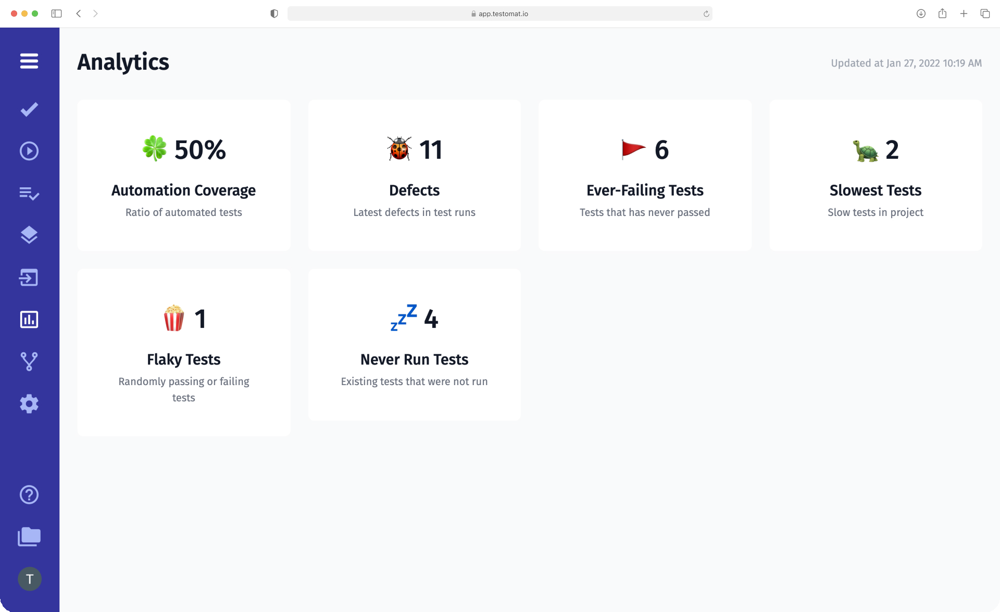 app.testomat.io
Analytics
Updated at Jan 27, 2022 10:19 AM
50%
Automation Coverage
Ratio of automated tests
11
Defects
Latest defects in test runs
6
Ever-Failing Tests
Tests that has never passed
2
Slowest Tests
Slow tests in project
1
Flaky Tests
Randomly passing or failing
tests
zzZ 4
Never Run Tests
Existing tests that were not run
T